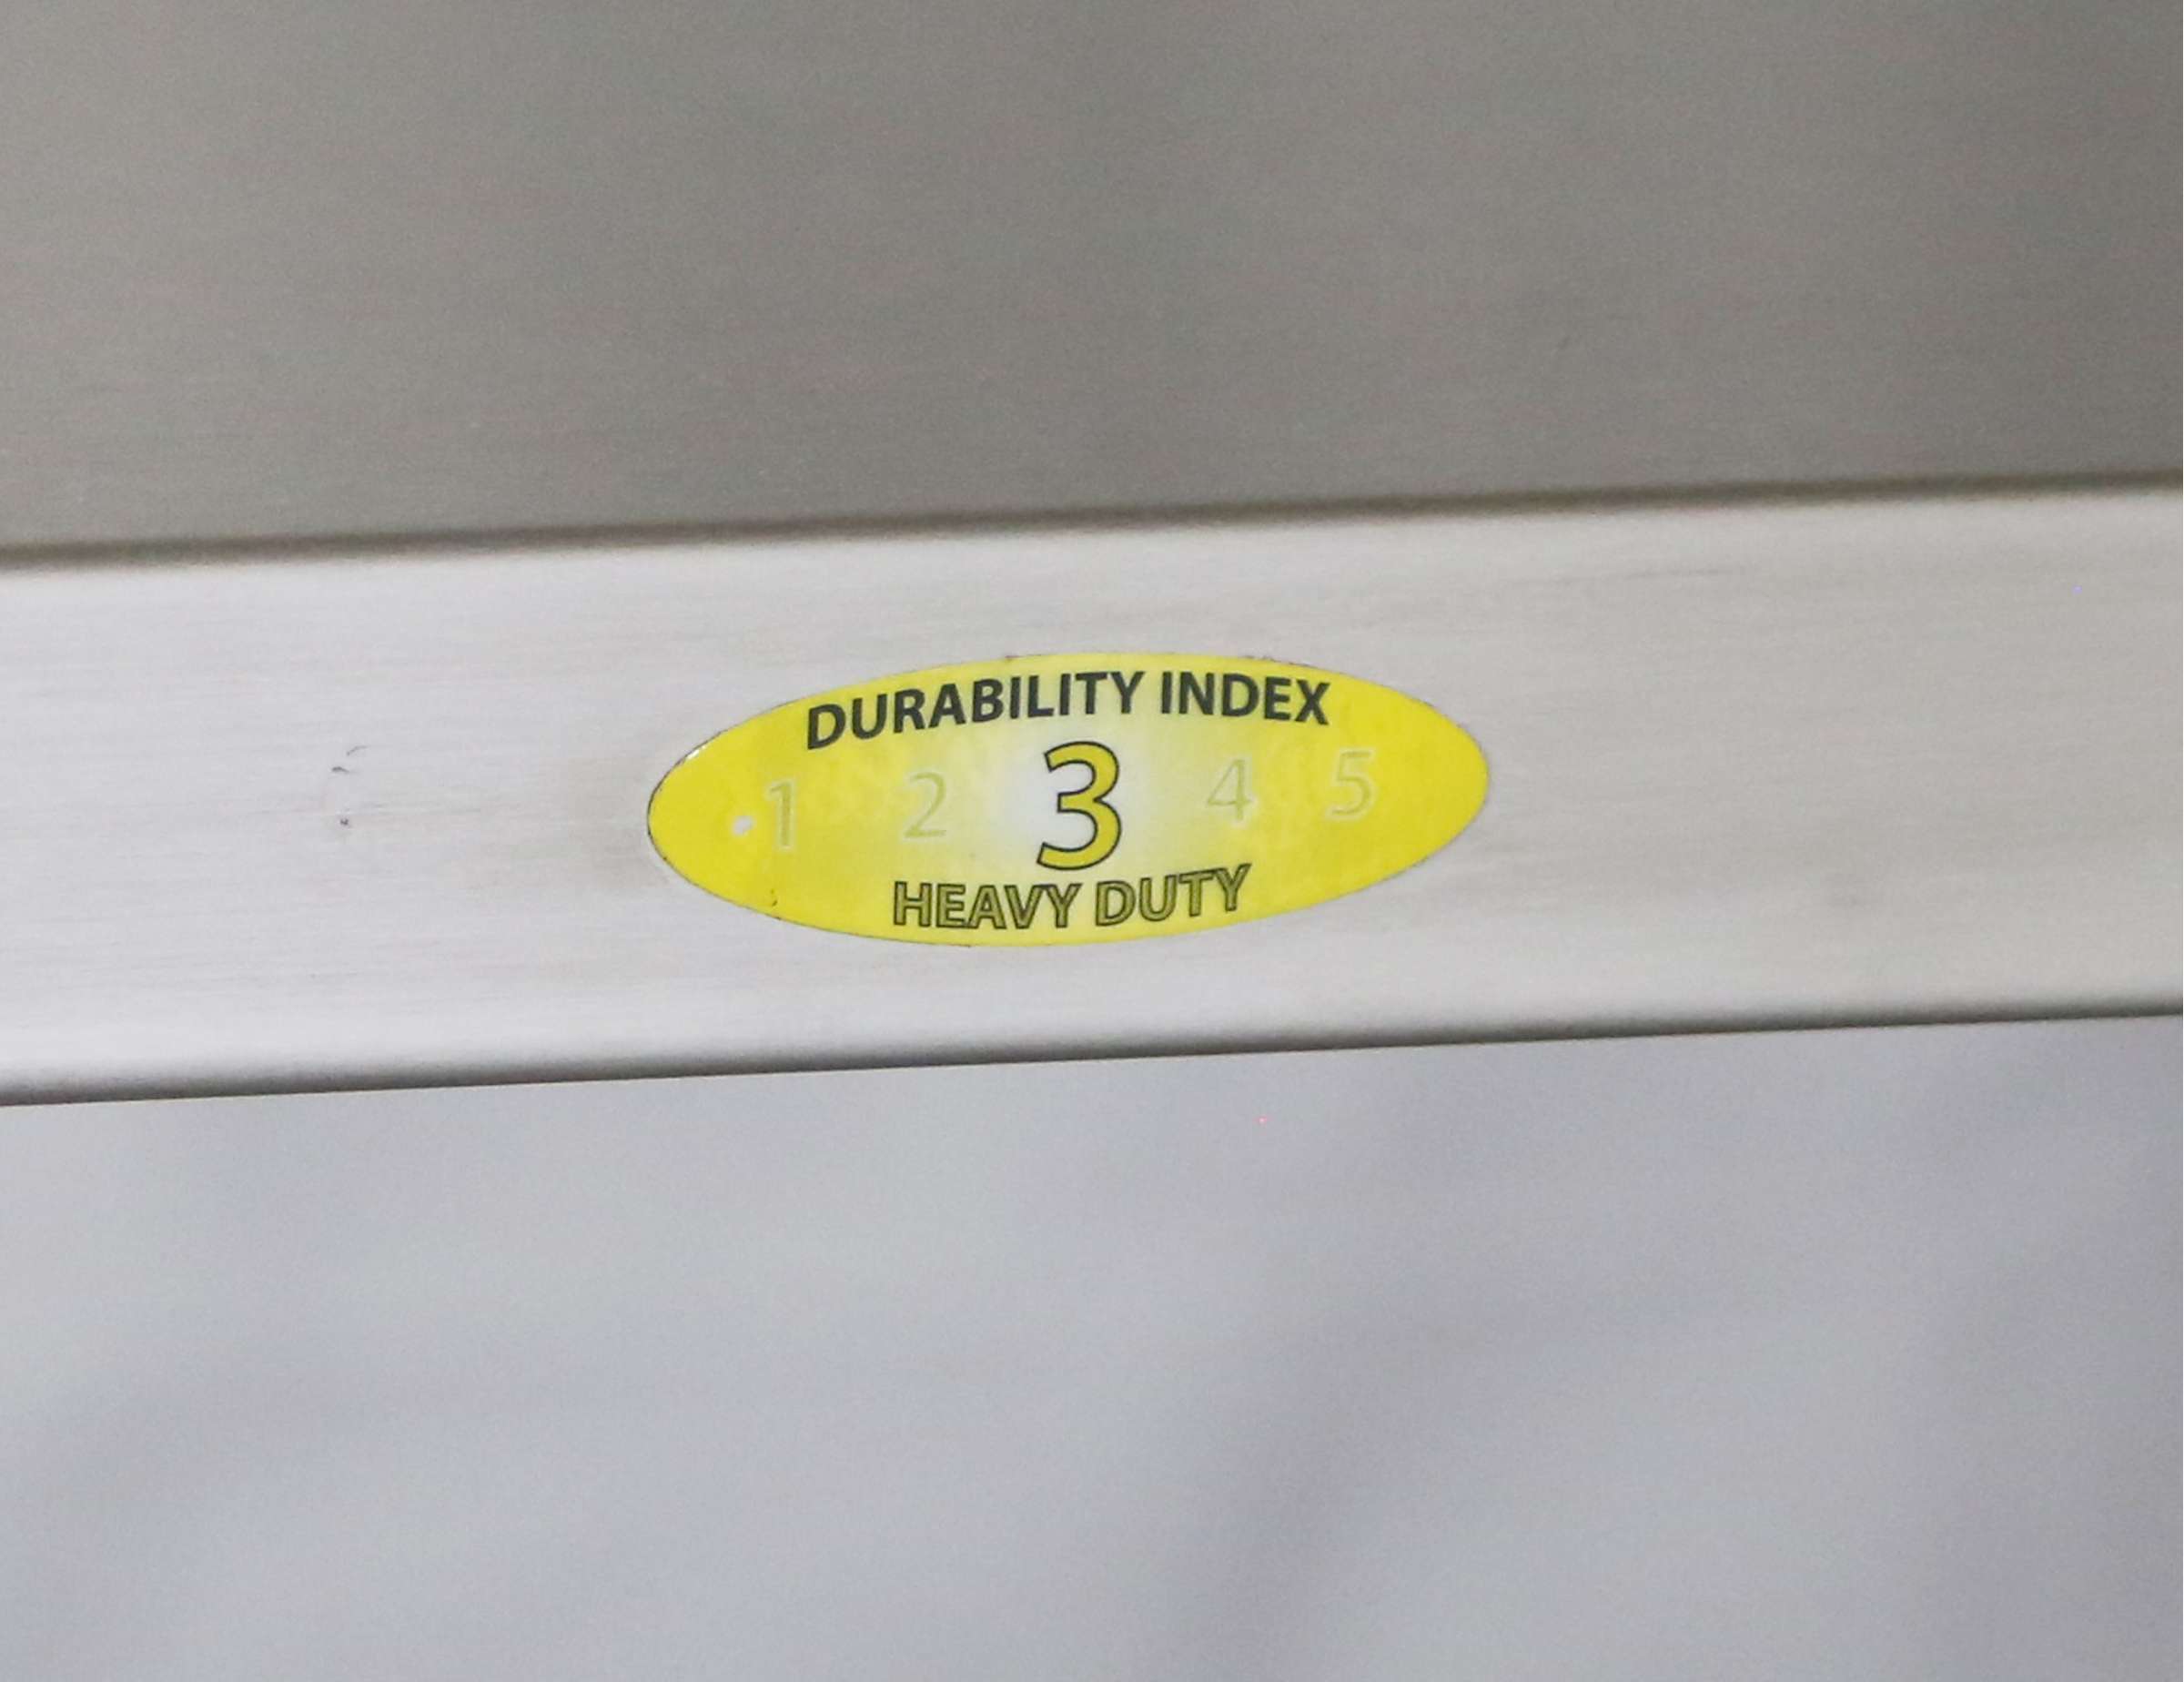 DURABILITY INDEX
1 2 3 4 5
HEAVY DUTY